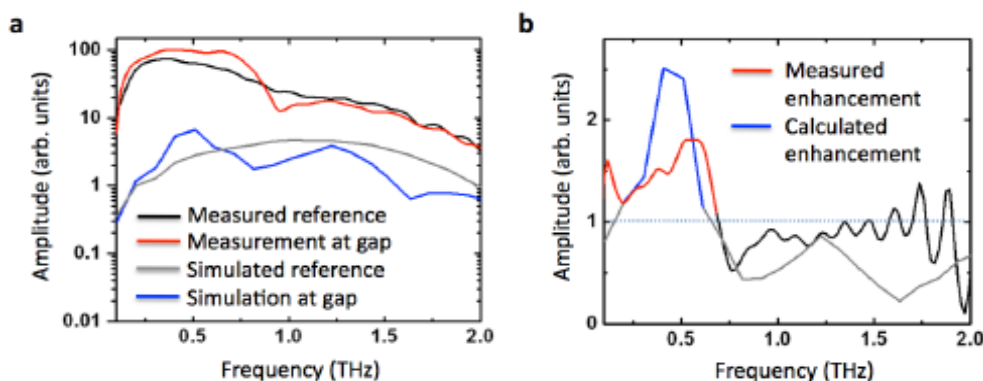 a
Amplitude (arb. units)
100
10
1
0.1
0.01
Measured reference
Measurement at gap
Simulated reference
Simulation at gap
0.5
1.0
1.5
2.0
Frequency (THz)
b
Amplitude (arb. units)
2
1
0
Measured
enhancement
Calculated
enhancement
0.5
1.0
1.5
2.0
Frequency (THz)